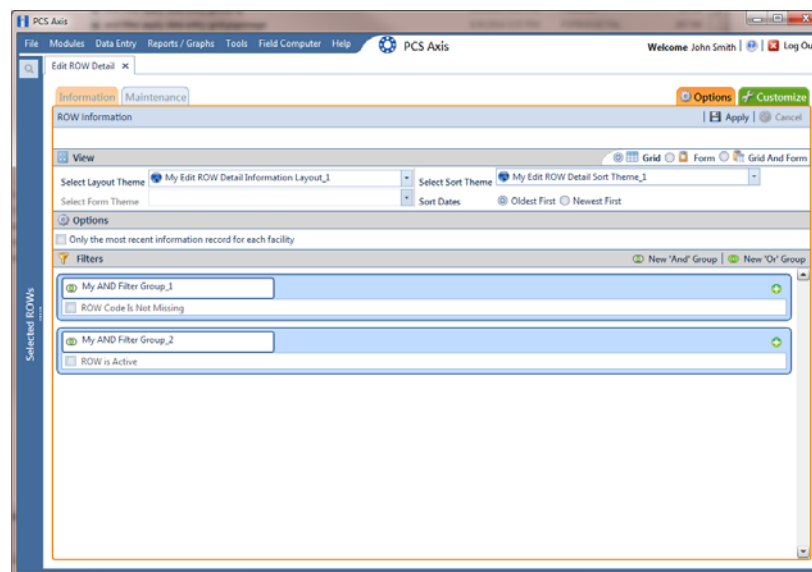 PCS Axis
File Modules Data Entry Reports / Graphs Tools Field Computer Help PCS Axis Welcome John Smith Log Ou
Edit ROW Detail
Information Maintenance Options Customize
ROW Information Apply Cancel
View Grid Form Grid And Form
Select Layout Theme My Edit ROW Detail Information Layout_1 Select Sort Theme My Edit ROW Detail Sort Theme_1
Select Form Theme Sort Dates Oldest First Newest First
Options
Only the most recent information record for each facility
Filters New 'And' Group New 'Or' Group
My AND Filter Group_1
ROW Code Is Not Missing
My AND Filter Group_2
ROW is Active
Selected ROWs